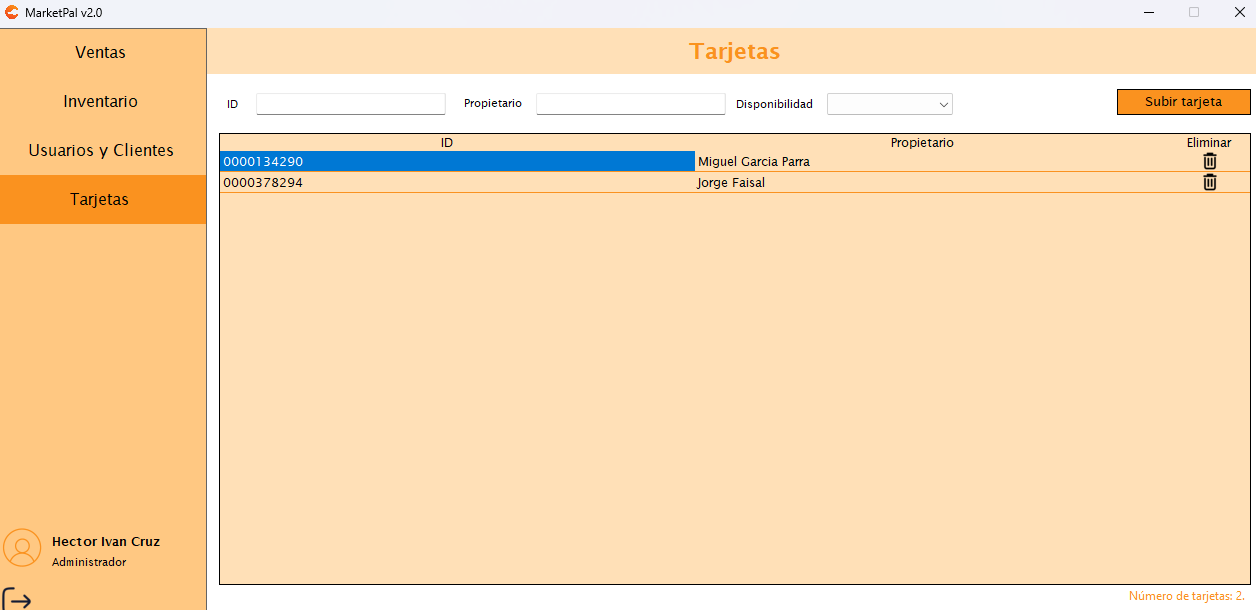 MarketPal v2.0
Ventas
Inventario
Usuarios y Clientes
Tarjetas
Hector Ivan Cruz
Administrador
Tarjetas
ID Propietario Disponibilidad Subir tarjeta
ID Propietario Eliminar
0000134290 Miguel Garcia Parra
0000378294 Jorge Faisal
Número de tarjetas: 2.